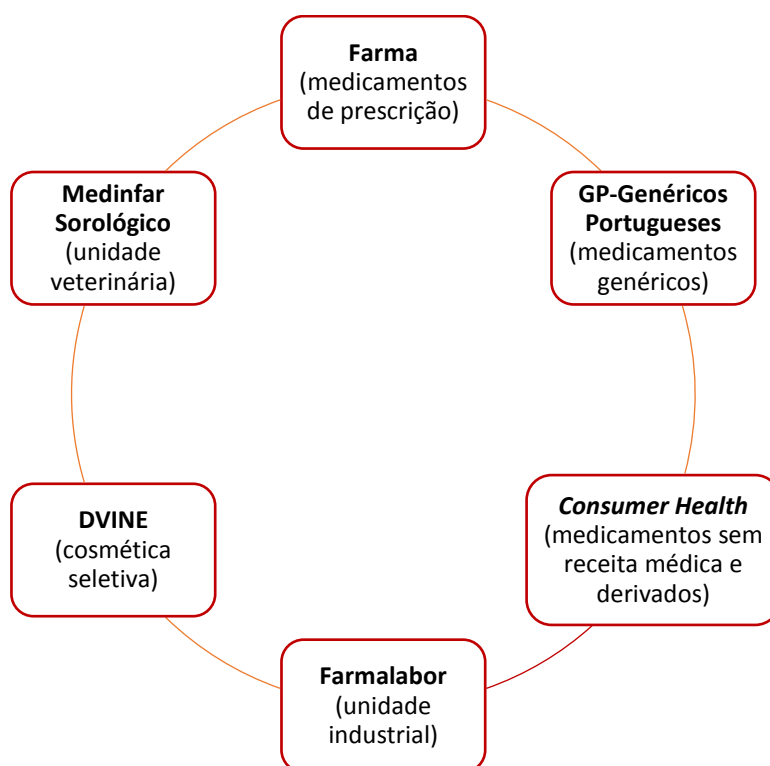 Farma
(medicamentos
de prescrição)
GP-Genéricos
Portugueses
(medicamentos
genéricos)
Consumer Health
(medicamentos sem
receita médica e
derivados)
Farmalabor
(unidade
industrial)
DVINE
(cosmética
seletiva)
Medinfar
Sorológico
(unidade
veterinária)